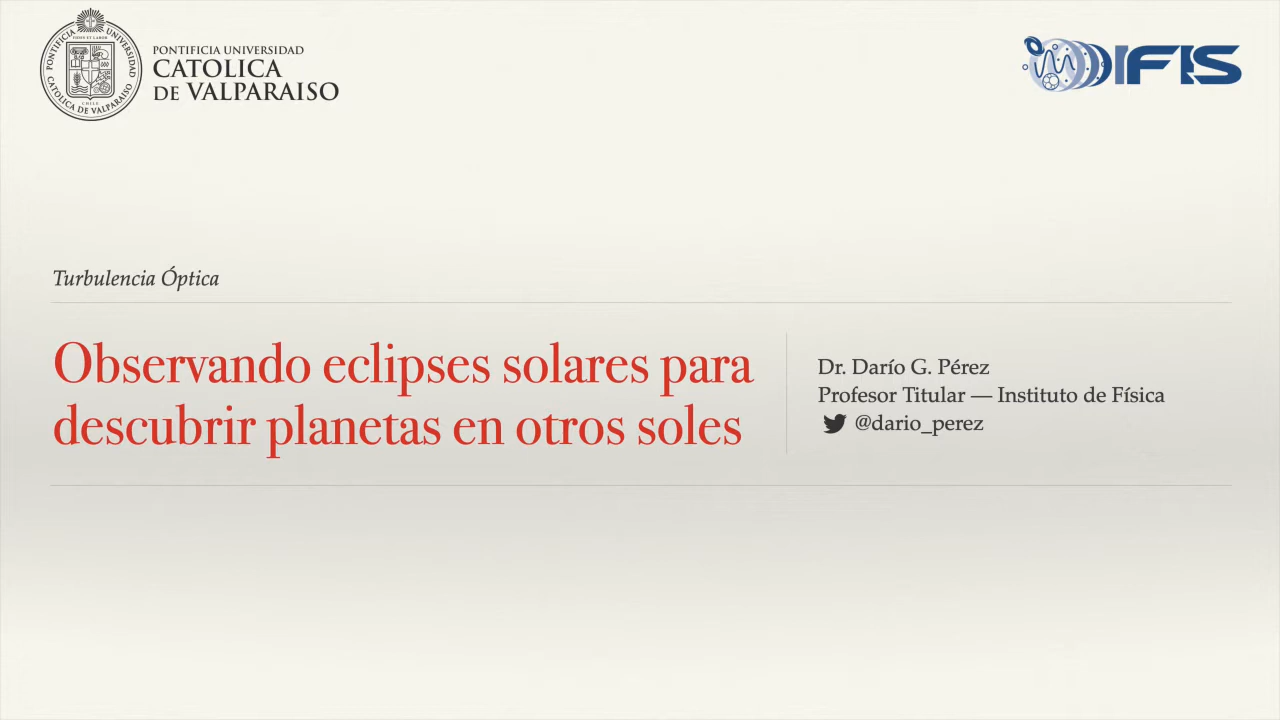 PONTIFICIA UNIVERSIDAD
CATOLICA
DE VALPARAISO
IFIS
Turbulencia Óptica
Observando eclipses solares para
descubrir planetas en otros soles
Dr. Darío G. Pérez
Profesor Titular — Instituto de Física
@dario_perez